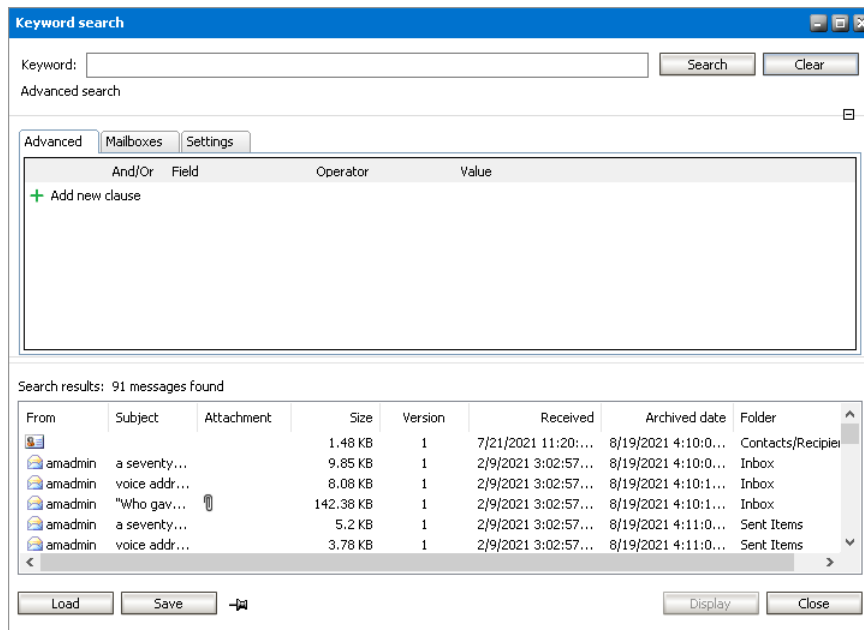 Keyword search
Keyword: Search Clear
Advanced search
Advanced Mailboxes Settings
And/Or Field Operator Value
+ Add new clause
Search results: 91 messages found
From Subject Attachment Size Version Received Archived date Folder
1.48 KB 1 7/21/2021 11:20:... 8/19/2021 4:10:0... Contacts/Recipie
amadmin a seventy... 9.85 KB 1 2/9/2021 3:02:57... 8/19/2021 4:10:1... Inbox
amadmin voice addr... 8.08 KB 1 2/9/2021 3:02:57... 8/19/2021 4:10:1... Inbox
amadmin "Who gav... 142.38 KB 1 2/9/2021 3:02:57... 8/19/2021 4:10:1... Inbox
amadmin a seventy... 5.2 KB 1 2/9/2021 3:02:57... 8/19/2021 4:11:0... Sent Items
amadmin voice addr... 3.78 KB 1 2/9/2021 3:02:57... 8/19/2021 4:11:0... Sent Items
Load Save Display Close